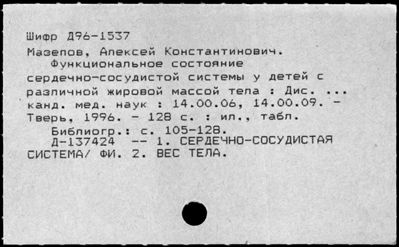 Шифр Д96-1537
Мазепов, Алексей Константинович.
Функциональное состояние
сердечно-сосудистой системы у детей с
различной жировой массой тела : Дис. ...
канд. мед. наук : 14.00.06, 14.00.09. -
Тверь, 1996. - 128 с. : ил., табл.
Библиогр.: с. 105-128.
Д-137424 -- 1. СЕРДЕЧНО-СОСУДИСТАЯ
СИСТЕМА/ ФИ. 2. ВЕС ТЕЛА.